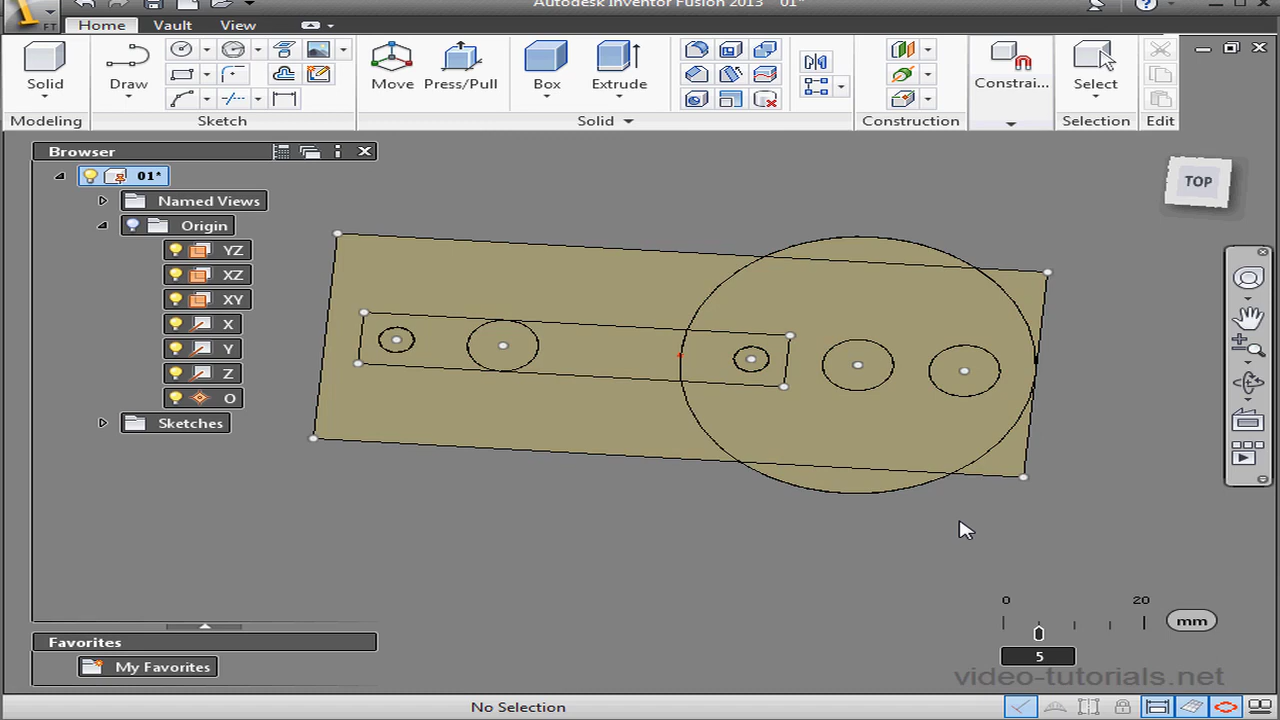 Autodesk Inventor Fusion 2013 01*
FT
Home Vault View
Solid
Draw
Move
Press/Pull
Box
Extrude
Constrai...
Select
Modeling
Sketch
Solid
Construction
Selection
Edit
Browser
01*
Named Views
Origin
YZ
XZ
XY
X
Y
Z
O
Sketches
TOP
0 20
mm
5
Favorites
My Favorites
video-tutorials.net
No Selection